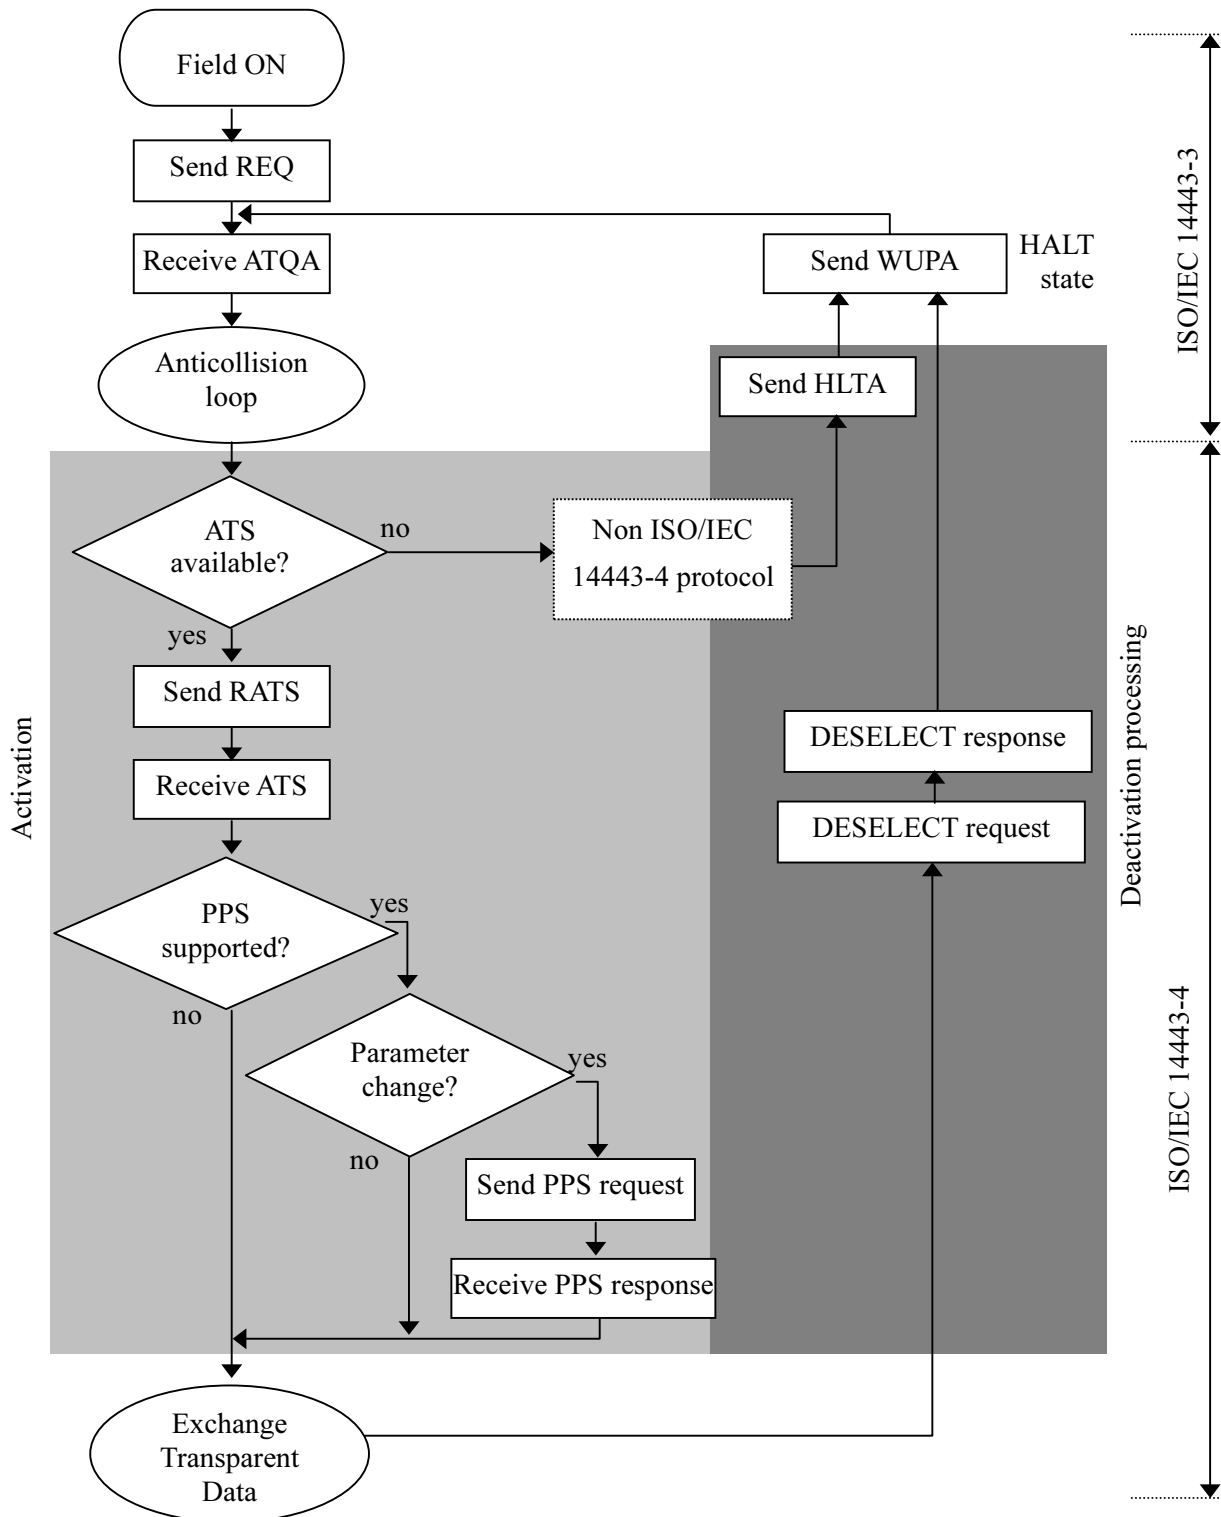 Field ON
Send REQ
Receive ATQA
Send WUPA
HALT
state
ISO/IEC 14443-3
Anticollision
loop
Send HLTA
ATS
available?
no
yes
Non ISO/IEC
14443-4 protocol
Send RATS
Receive ATS
Activation
DESELECT response
DESELECT request
Deactivation processing
PPS
supported?
yes
no
Parameter
change?
yes
no
Send PPS request
Receive PPS response
ISO/IEC 14443-4
Exchange
Transparent
Data